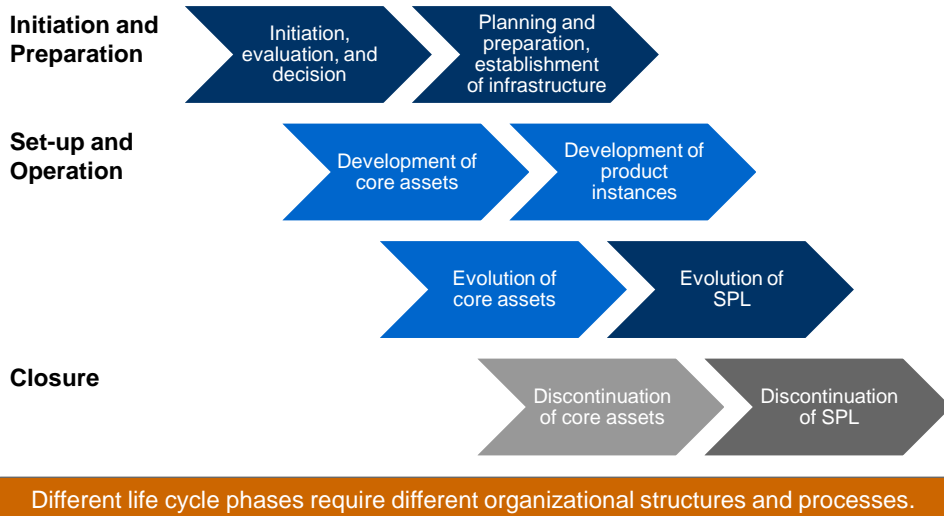 Initiation and
Preparation
Initiation,
evaluation, and
decision
Planning and
preparation,
establishment
of infrastructure
Set-up and
Operation
Development of
core assets
Development of
product
instances
Evolution of
core assets
Evolution of
SPL
Closure
Discontinuation
of core assets
Discontinuation
of SPL
Different life cycle phases require different organizational structures and processes.